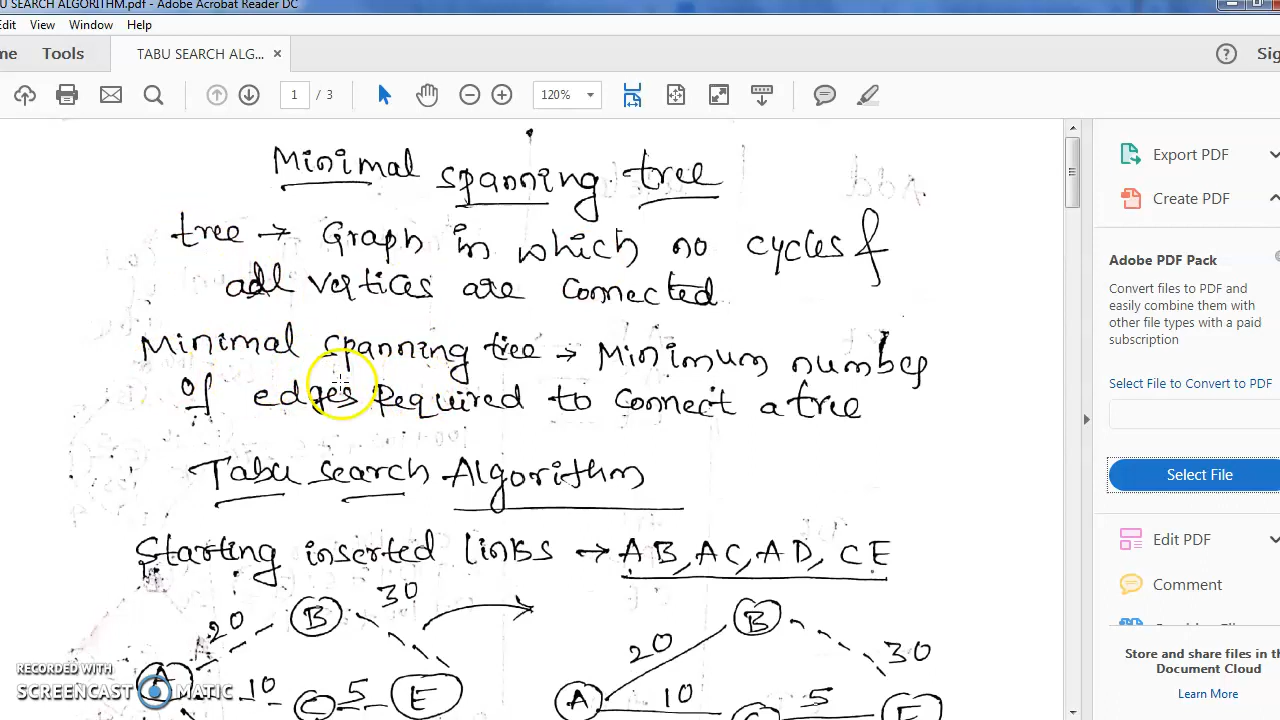 BU SEARCH ALGORITHM.pdf - Adobe Acrobat Reader DC
Edit View Window Help
me Tools TABU SEARCH ALG... × Sig
1 / 3 120%
Minimal spanning tree
tree → Graph in which no cycles &
all vertices are connected
Minimal spanning tree → Minimum number
of edges Required to connect a tree
Tabu search Algorithm
Starting inserted links → AB, AC, AD, CE
20 B 30 B
A 10 C 5 E 20 30
A 10 C 5 E
Export PDF
Create PDF
Adobe PDF Pack
Convert files to PDF and
easily combine them with
other file types with a paid
subscription
Select File to Convert to PDF
Select File
Edit PDF
Comment
Store and share files in the
Document Cloud
Learn More
RECORDED WITH
SCREENCAST MATIC